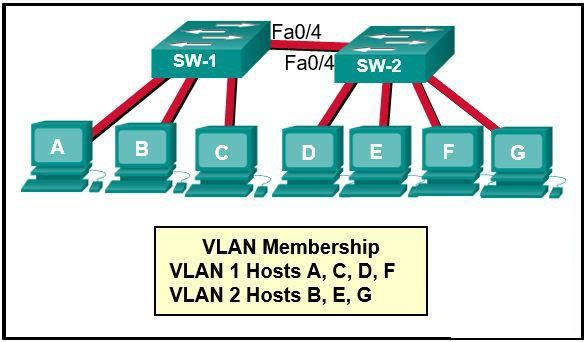 Fa0/4
SW-1
Fa0/4
SW-2
A
B
C
D
E
F
G
VLAN Membership
VLAN 1 Hosts A, C, D, F
VLAN 2 Hosts B, E, G